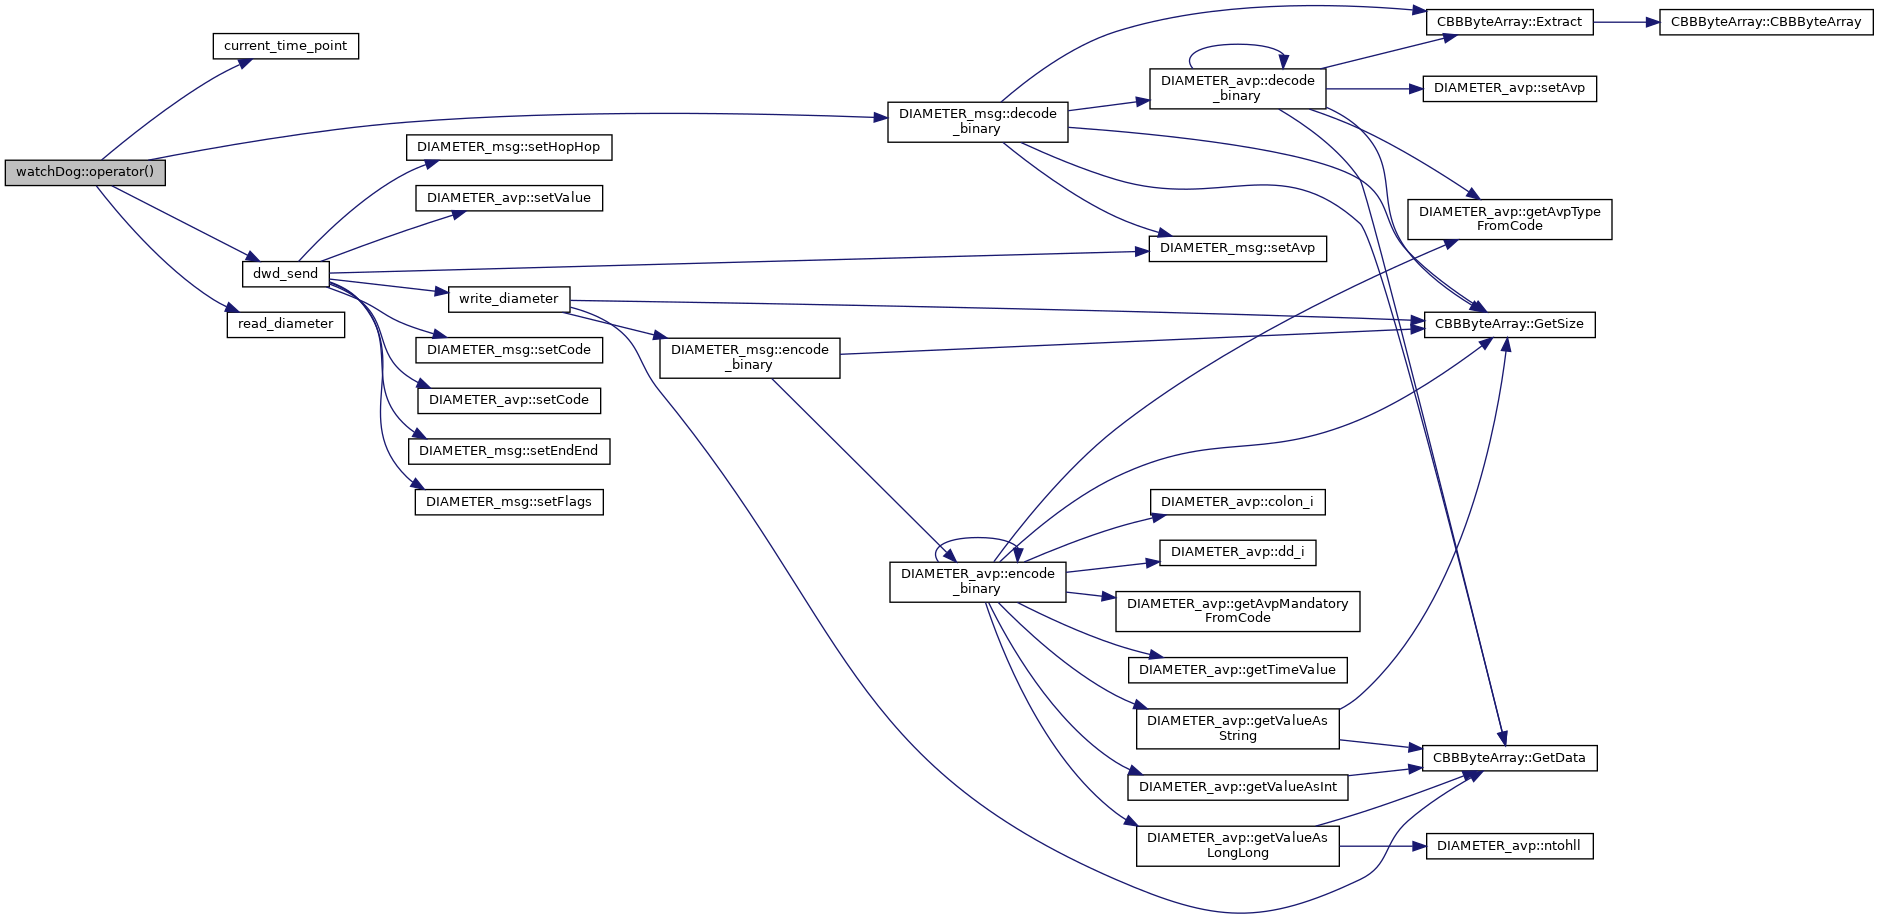 watchDog::operator()
current_time_point
dwd_send
read_diameter
DIAMETER_msg::setHopHop
DIAMETER_avp::setValue
write_diameter
DIAMETER_msg::setCode
DIAMETER_avp::setCode
DIAMETER_msg::setEndEnd
DIAMETER_msg::setFlags
DIAMETER_msg::encode
_binary
DIAMETER_msg::decode
_binary
DIAMETER_avp::encode
_binary
DIAMETER_avp::decode
_binary
DIAMETER_msg::setAvp
DIAMETER_avp::colon_i
DIAMETER_avp::dd_i
DIAMETER_avp::getAvpMandatory
FromCode
DIAMETER_avp::getTimeValue
DIAMETER_avp::getValueAs
String
DIAMETER_avp::getValueAsInt
DIAMETER_avp::getValueAs
LongLong
CBBByteArray::Extract
DIAMETER_avp::setAvp
DIAMETER_avp::getAvpType
FromCode
CBBByteArray::GetSize
CBBByteArray::GetData
DIAMETER_avp::ntohll
CBBByteArray::CBBByteArray